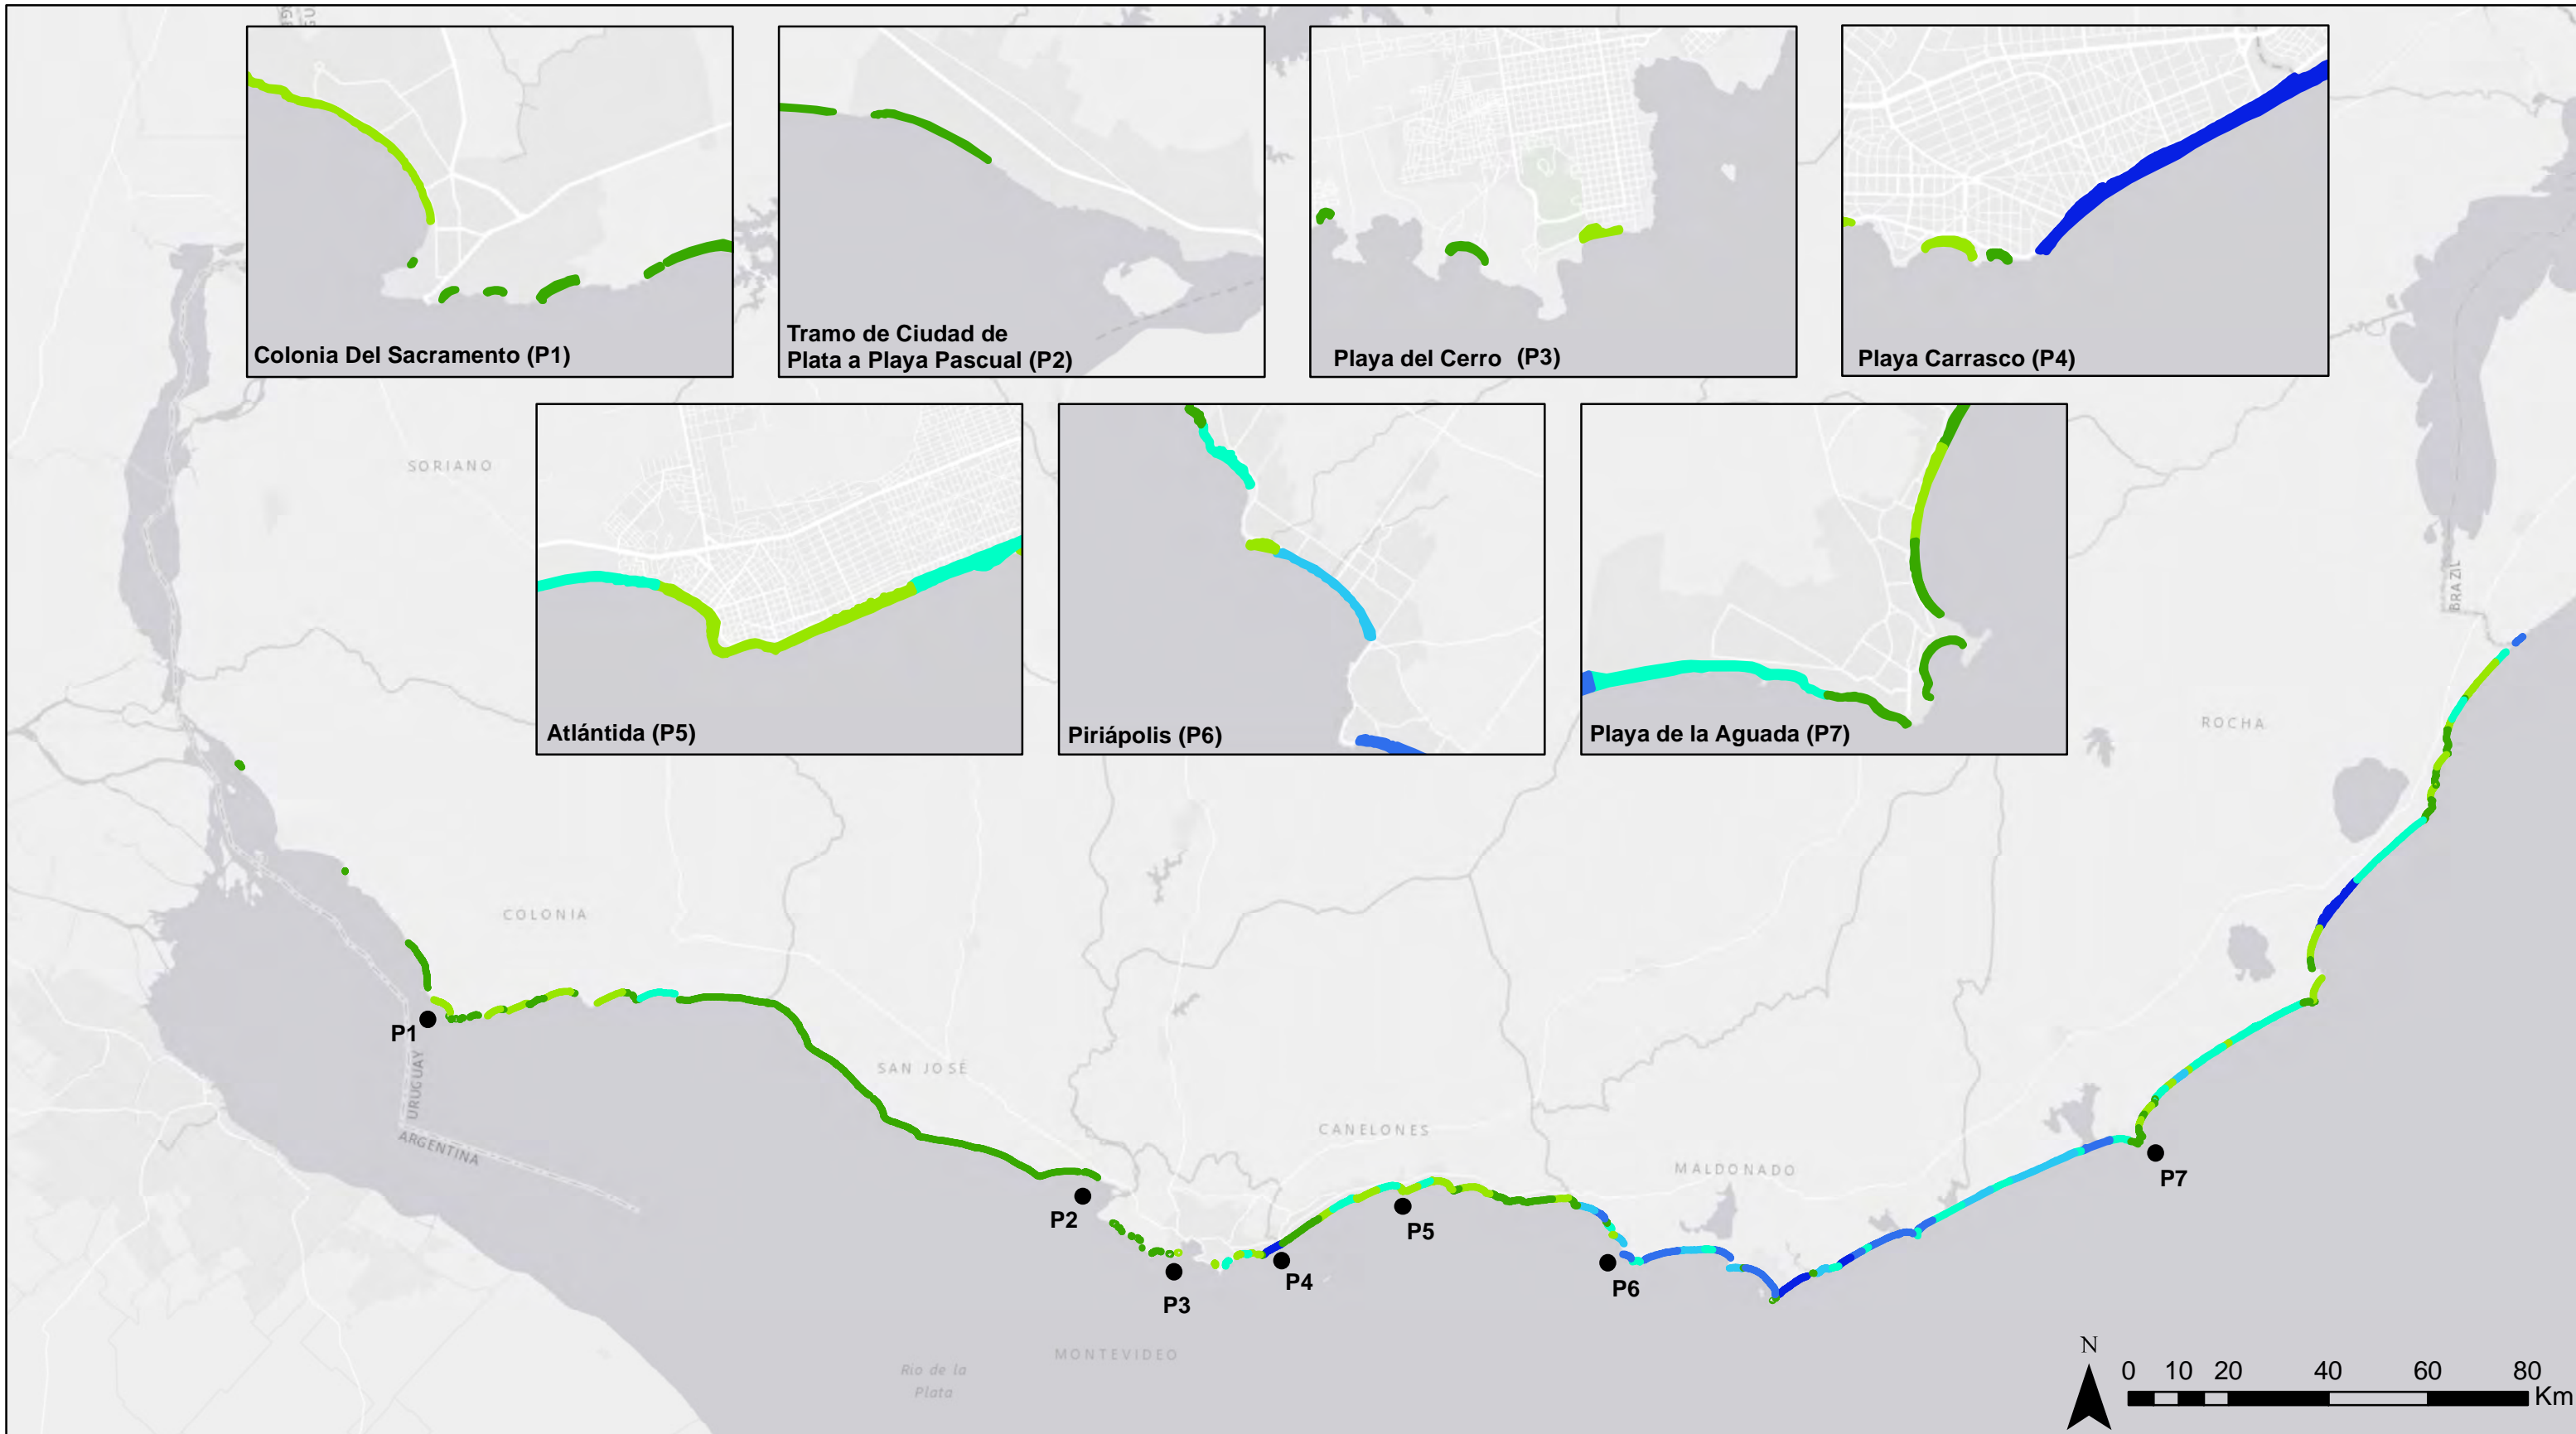 Colonia Del Sacramento (P1)
Tramo de Ciudad de
Plata a Playa Pascual (P2)
Playa del Cerro (P3)
Playa Carrasco (P4)
SORIANO
Atlántida (P5)
Piriápolis (P6)
Playa de la Aguada (P7)
BRAZIL
ROCHA
COLONIA
P1
URUGUAY
ARGENTINA
SAN JOSÉ
CANELONES
MALDONADO
P2
P3
P4
P5
P6
P7
MONTEVIDEO
Rio de la
Plata
N
0 10 20 40 60 80
Km